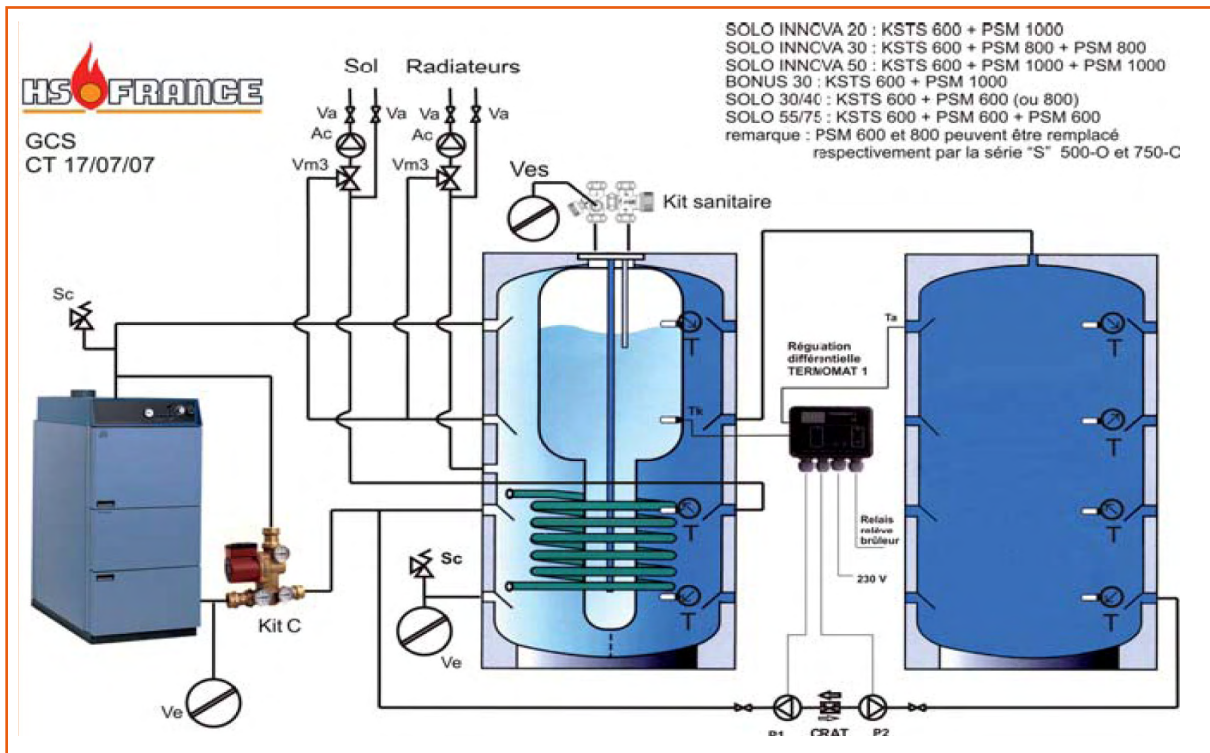 HS FRANCE
GCS
CT 17/07/07
SOLO INNOVA 20 : KSTS 600 + PSM 1000
SOLO INNOVA 30 : KSTS 600 + PSM 800 + PSM 800
SOLO INNOVA 50 : KSTS 600 + PSM 1000 + PSM 1000
BONUS 30 : KSTS 600 + PSM 1000
SOLO 30/40 : KSTS 600 + PSM 600 (ou 800)
SOLO 55/75 : KSTS 600 + PSM 600 + PSM 600
remarque : PSM 600 et 800 peuvent être remplacé
respectivement par la série "S" 500-O et 750-O
Sol Radiateurs
Va Va Va Va
Ac Ac
Vm3 Vm3
Ves
Kit sanitaire
Sc
T
Ta
T
Régulation
différentielle
TERMOMAT 1
Tk
T
T
T
T
Relais
relève
brûleur
Sc
230 V
T
T
Kit C
Ve
Ve
P1 CRAT P2